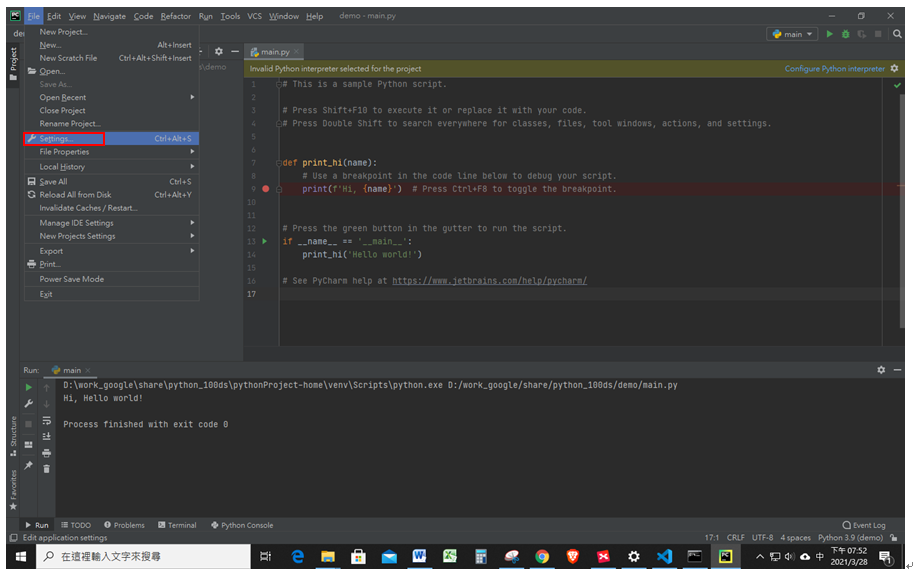 File Edit View Navigate Code Refactor Run Tools VCS Window Help demo - main.py
New Project...
New... Alt+Insert
New Scratch File Ctrl+Alt+Shift+Insert
Open...
Save As...
Open Recent
Close Project
Rename Project...
Settings... Ctrl+Alt+S
File Properties
Local History
Save All Ctrl+S
Reload All from Disk Ctrl+Alt+Y
Invalidate Caches / Restart...
Manage IDE Settings
New Projects Settings
Export
Print...
Power Save Mode
Exit
de
Project
s\demo
main
main.py
Invalid Python interpreter selected for the project Configure Python interpreter
1 # This is a sample Python script.
2
3 # Press Shift+F10 to execute it or replace it with your code.
4 # Press Double Shift to search everywhere for classes, files, tool windows, actions, and settings.
5
6
7 def print_hi(name):
8 # Use a breakpoint in the code line below to debug your script.
9 print(f'Hi, {name}') # Press Ctrl+F8 to toggle the breakpoint.
10
11
12 # Press the green button in the gutter to run the script.
13 if __name__ == '__main__':
14 print_hi('Hello world!')
15
16 # See PyCharm help at https://www.jetbrains.com/help/pycharm/
17
Run: main
D:\work_google\share\python_100ds\pythonProject-home\venv\Scripts\python.exe D:/work_google/share/python_100ds/demo/main.py
Hi, Hello world!
Process finished with exit code 0
Structure
Favorites
Run TODO Problems Terminal Python Console Event Log
Edit application settings 17:1 CRLF UTF-8 4 spaces Python 3.9 (demo)
在這裡輸入文字來搜尋
中 下午 07:52
2021/3/28
1